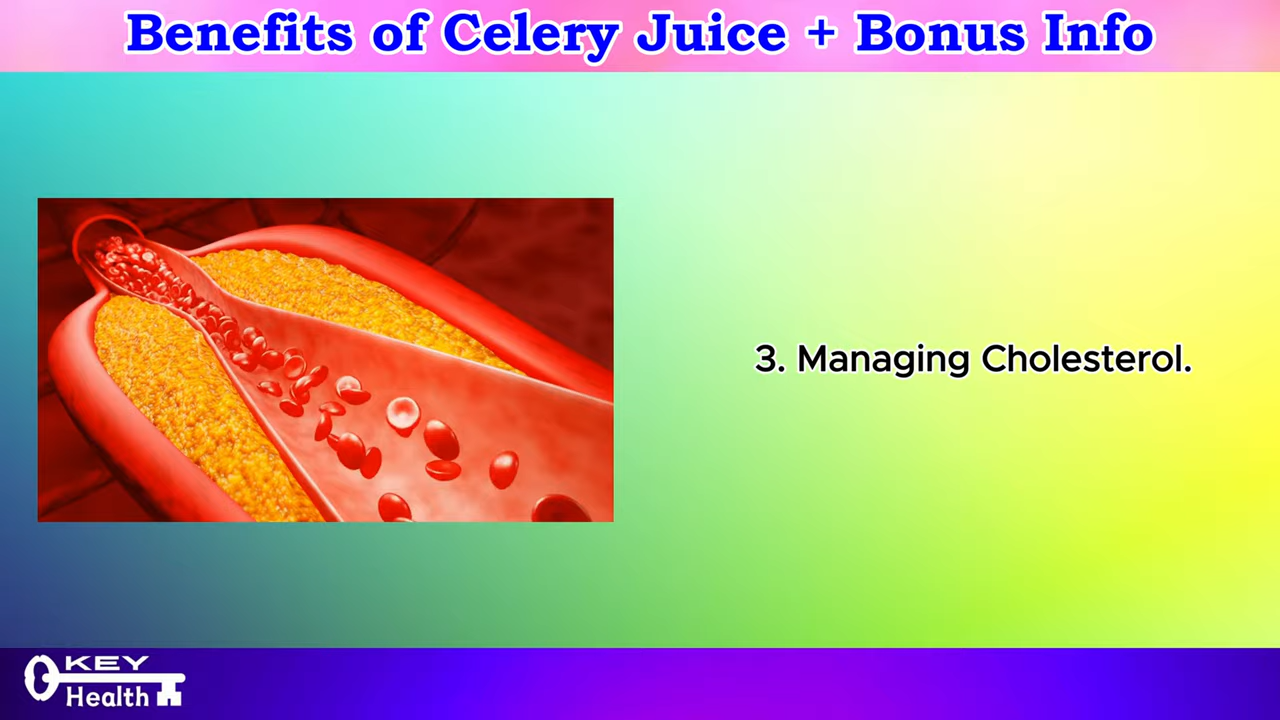 Benefits of Celery Juice + Bonus Info
3. Managing Cholesterol.
KEY
Health